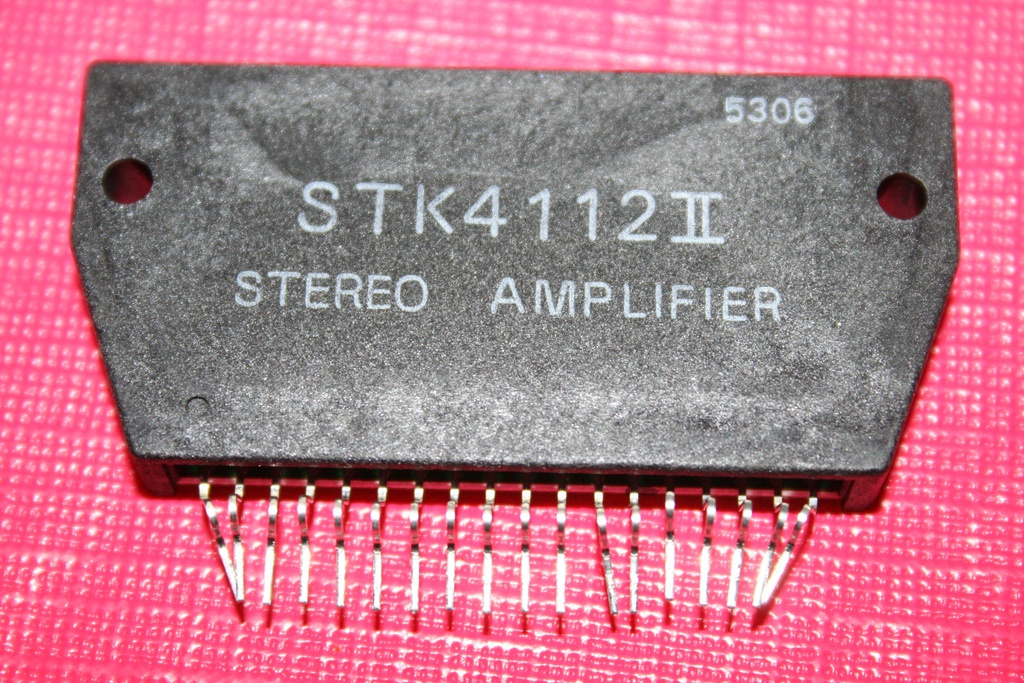 5306
STK4112II
STEREO AMPLIFIER